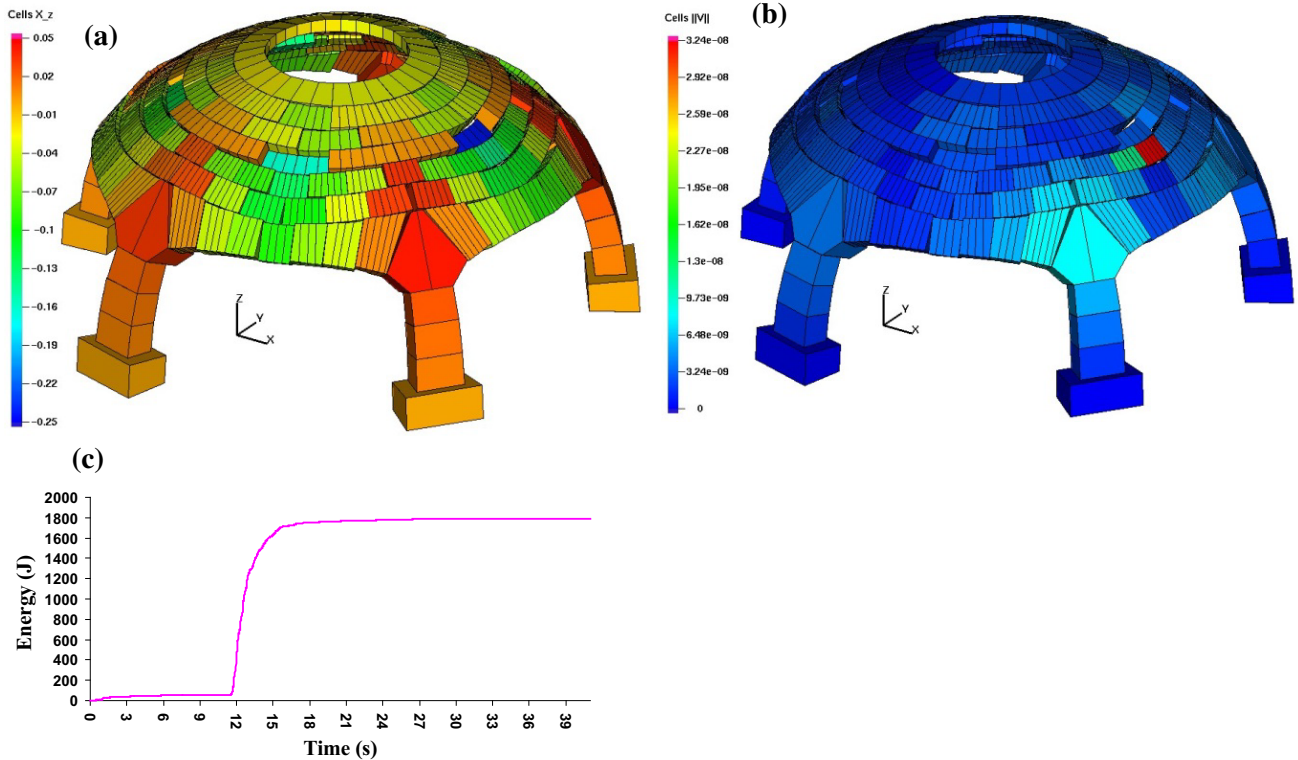 Cells X_z
(a)
0.05
0.02
−0.01
−0.04
−0.07
−0.1
−0.13
−0.16
−0.19
−0.22
−0.25
Z
Y
X
Cells ||V||
(b)
3.24e−08
2.92e−08
2.59e−08
2.27e−08
1.95e−08
1.62e−08
1.3e−08
9.73e−09
6.48e−09
3.24e−09
0
Z
Y
X
(c)
Energy (J)
2000
1800
1600
1400
1200
1000
800
600
400
200
0
0 3 6 9 12 15 18 21 24 27 30 33 36 39
Time (s)